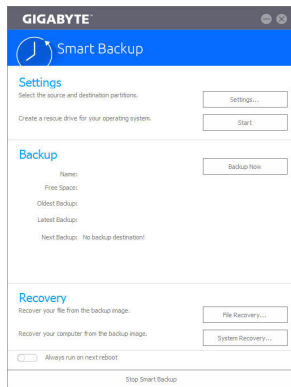 GIGABYTE™
Smart Backup
Settings
Select the source and destination partitions.
Settings...
Create a rescue drive for your operating system.
Start
Backup
Backup Now
Name:
Free Space:
Oldest Backup:
Latest Backup:
Next Backup: No backup destination!
Recovery
Recover your file from the backup image.
File Recovery...
Recover your computer from the backup image.
System Recovery...
Always run on next reboot
Stop Smart Backup